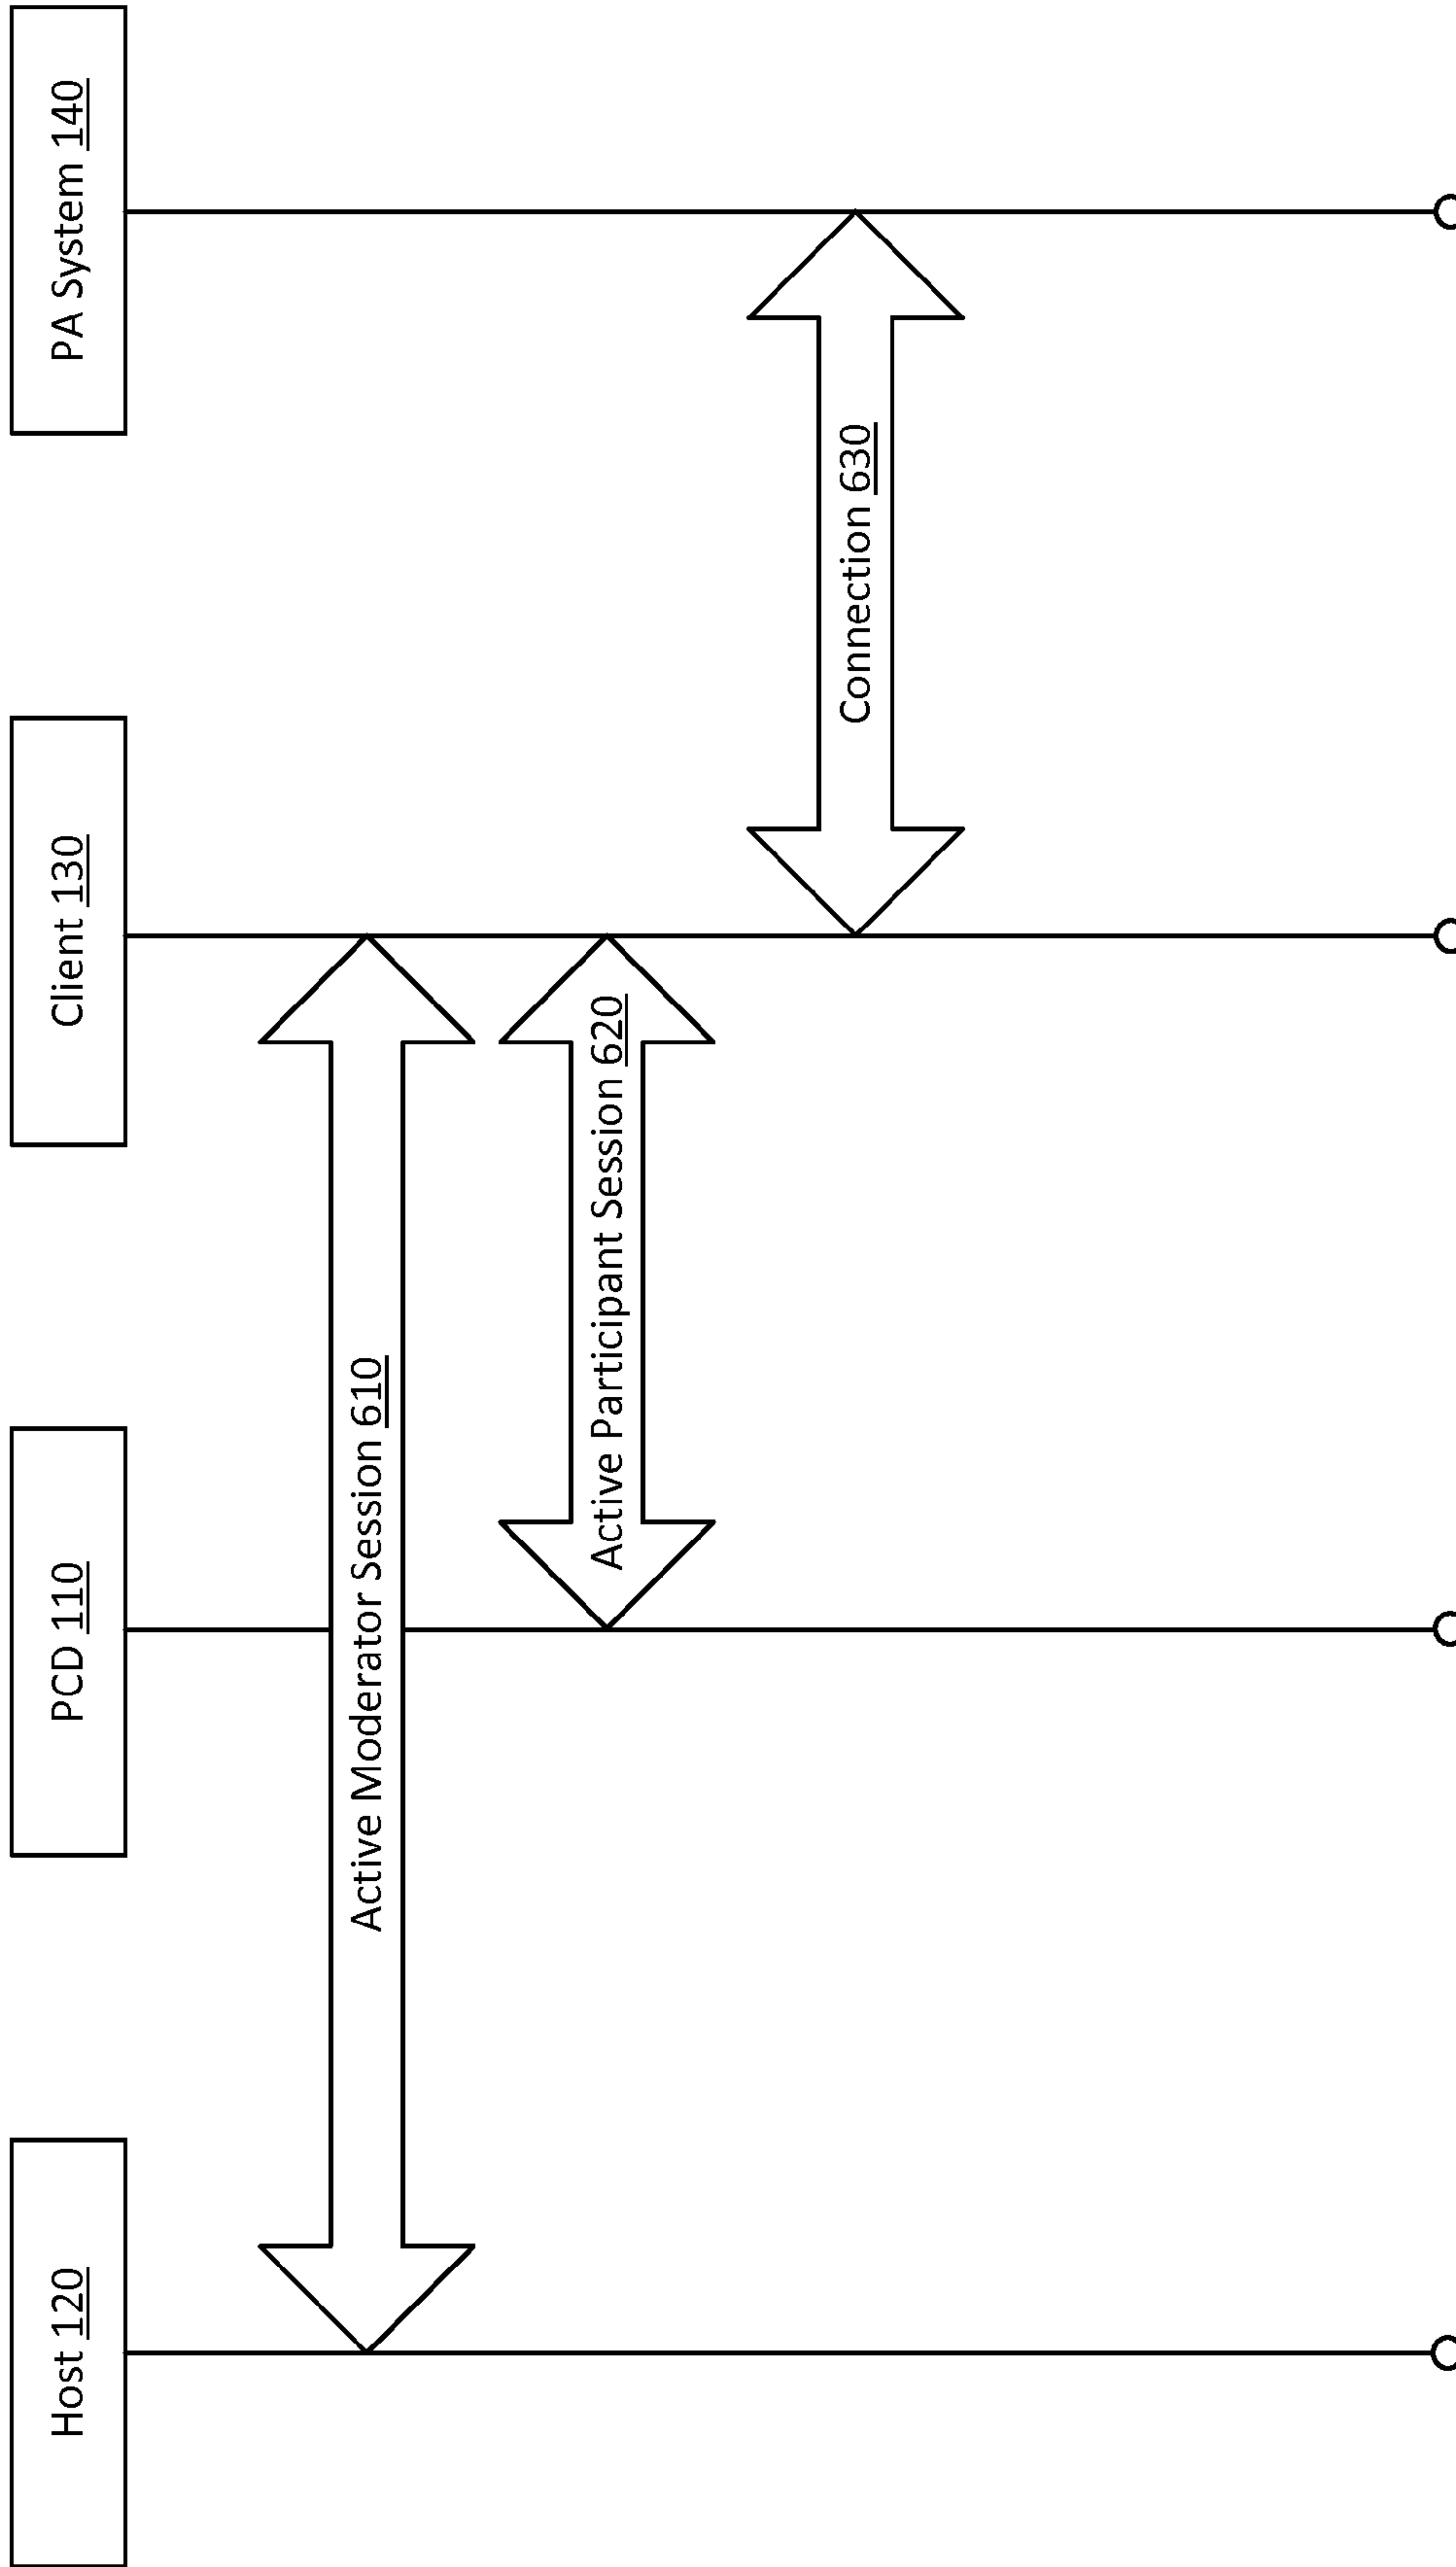 Host 120
PCD 110
Client 130
PA System 140
Active Moderator Session 610
Active Participant Session 620
Connection 630